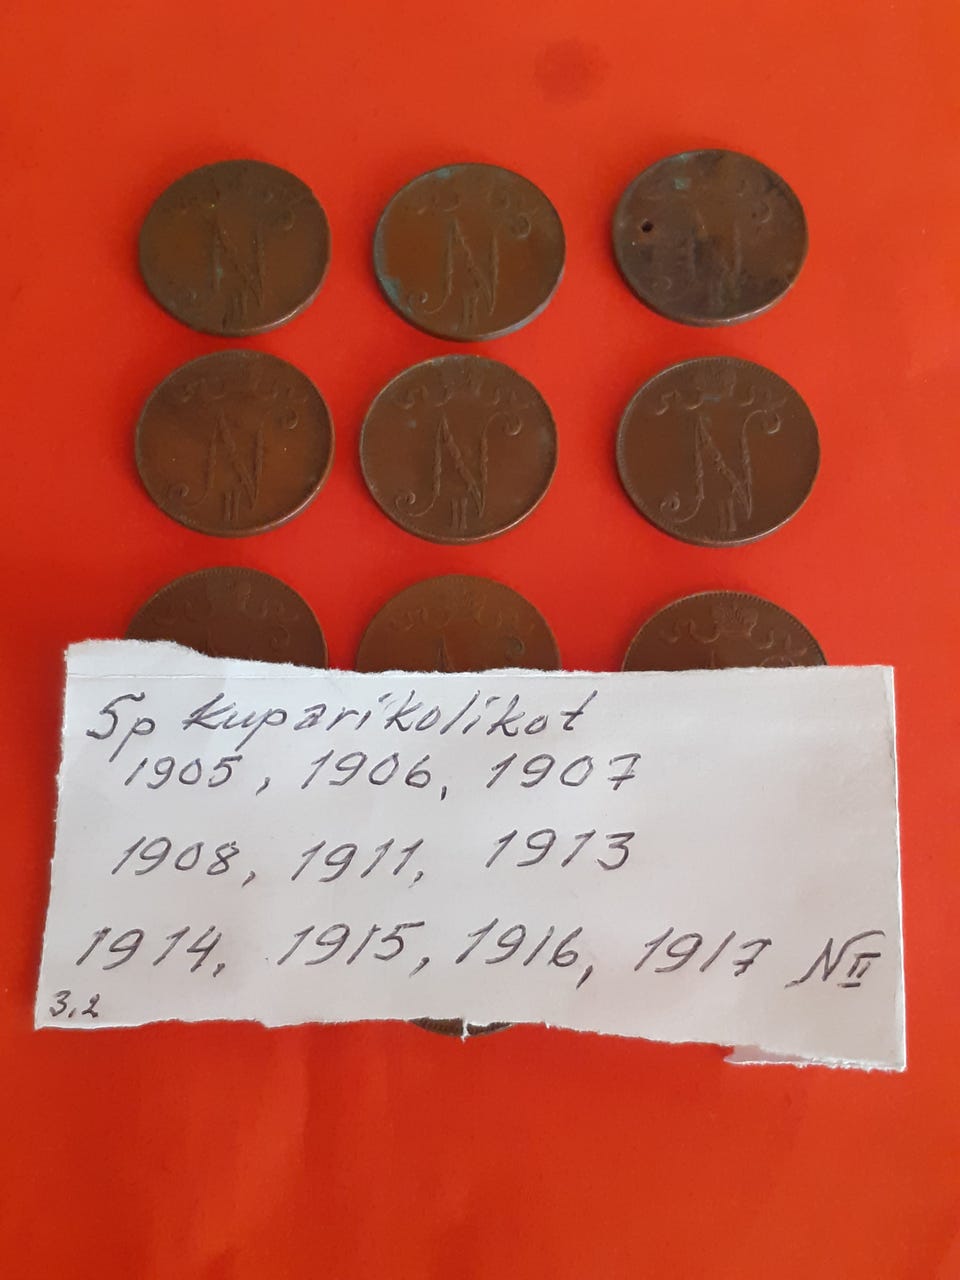 5p kuparikolikot
1905, 1906, 1907
1908, 1911, 1913
1914, 1915, 1916, 1917 NII
3.2